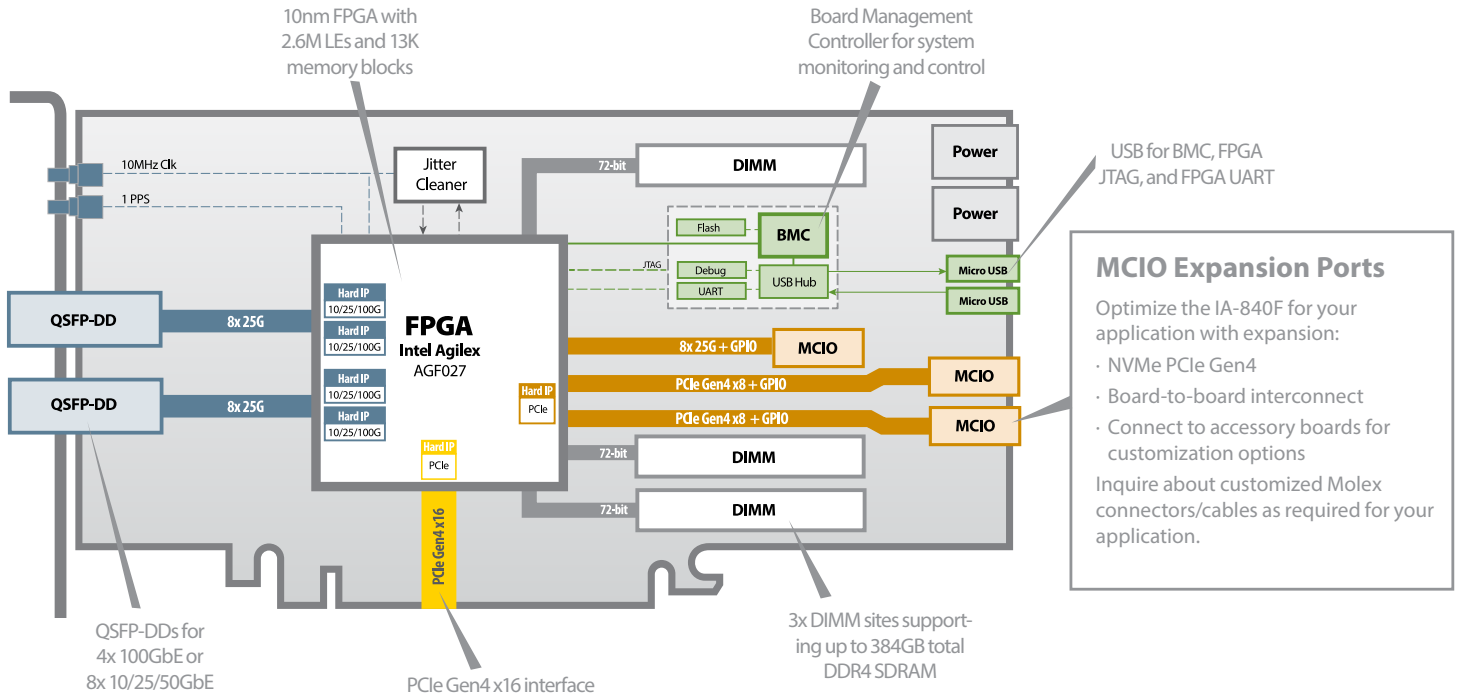 10nm FPGA with
2.6M LEs and 13K
memory blocks
Board Management
Controller for system
monitoring and control
10MHz Clk
1 PPS
Jitter
Cleaner
72-bit
DIMM
Power
Power
USB for BMC, FPGA
JTAG, and FPGA UART
Flash
BMC
JTAG
Debug
UART
USB Hub
Micro USB
Micro USB
QSFP-DD
8x 25G
QSFP-DD
8x 25G
Hard IP
10/25/100G
Hard IP
10/25/100G
Hard IP
10/25/100G
Hard IP
10/25/100G
FPGA
Intel Agilex
AGF027
Hard IP
PCIe
Hard IP
PCIe
8x 25G + GPIO
MCIO
PCIe Gen4 x8 + GPIO
MCIO
PCIe Gen4 x8 + GPIO
MCIO
72-bit
DIMM
72-bit
DIMM
PCIe Gen4 x16
MCIO Expansion Ports
Optimize the IA-840F for your
application with expansion:
· NVMe PCIe Gen4
· Board-to-board interconnect
· Connect to accessory boards for
customization options
Inquire about customized Molex
connectors/cables as required for your
application.
QSFP-DDs for
4x 100GbE or
8x 10/25/50GbE
PCIe Gen4 x16 interface
3x DIMM sites support-
ing up to 384GB total
DDR4 SDRAM